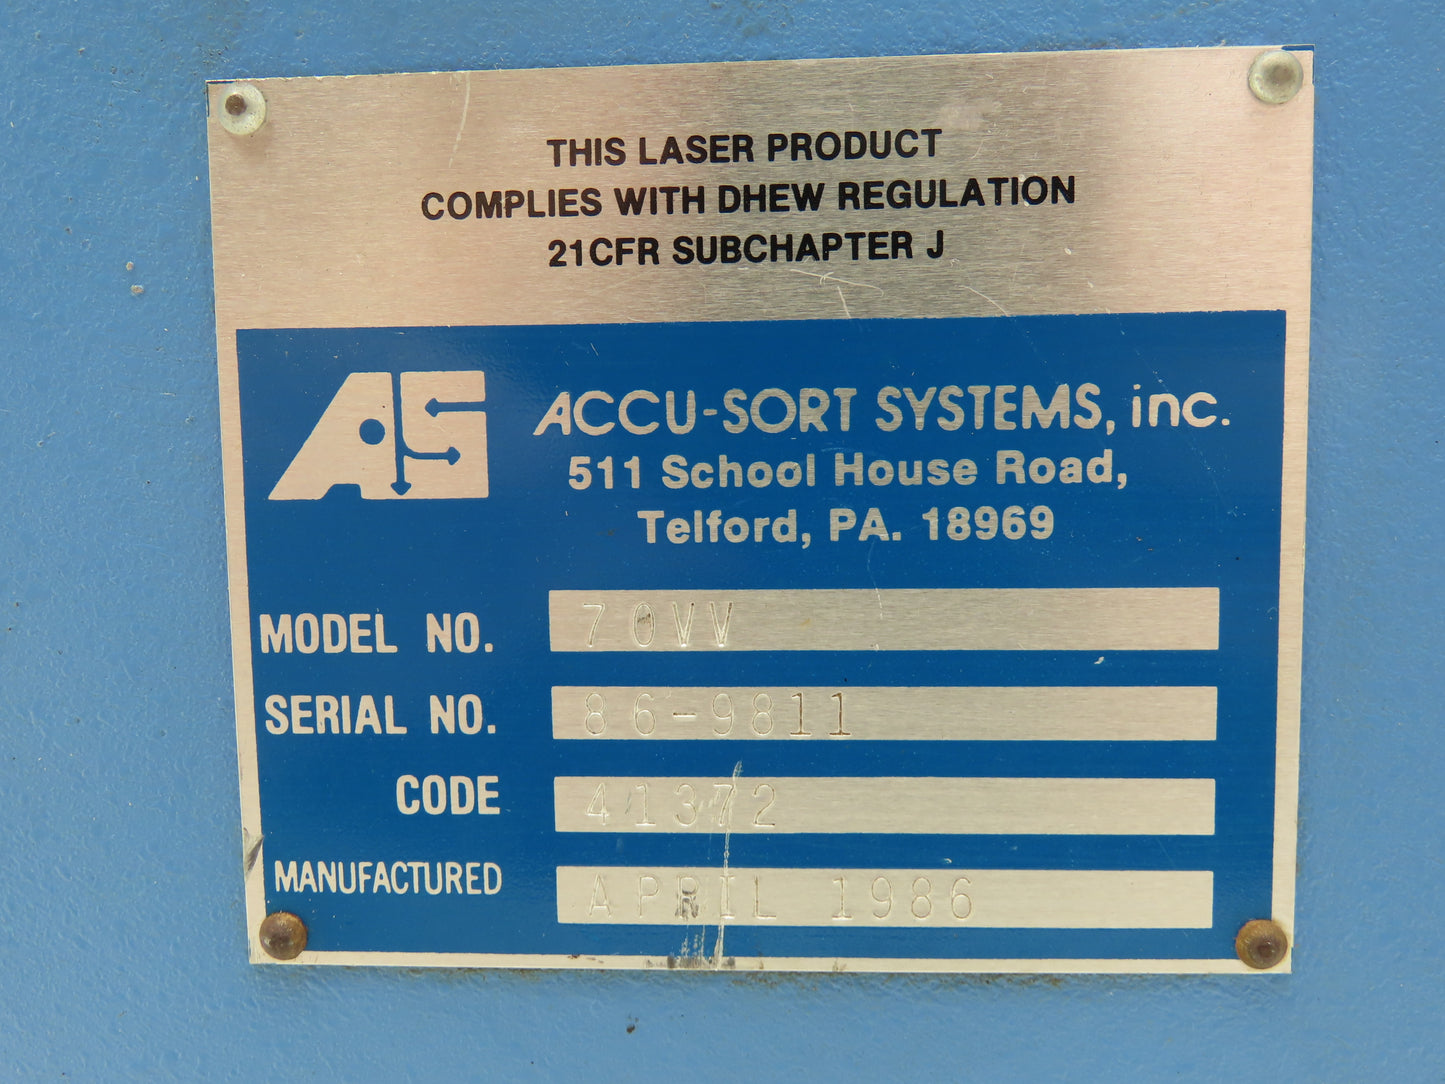 THIS LASER PRODUCT
COMPLIES WITH DHEW REGULATION
21CFR SUBCHAPTER J
AS
ACCU-SORT SYSTEMS, inc.
511 School House Road,
Telford, PA. 18969
MODEL NO. 70VV
SERIAL NO. 86-9811
CODE 41372
MANUFACTURED APRIL 1986